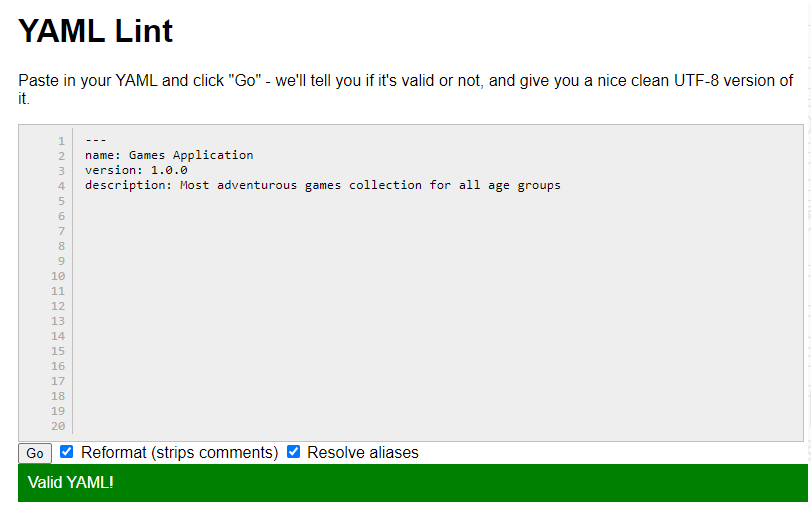 YAML Lint
Paste in your YAML and click "Go" - we'll tell you if it's valid or not, and give you a nice clean UTF-8 version of
it.
1 ---
2 name: Games Application
3 version: 1.0.0
4 description: Most adventurous games collection for all age groups
5
6
7
8
9
10
11
12
13
14
15
16
17
18
19
20
Go Reformat (strips comments) Resolve aliases
Valid YAML!